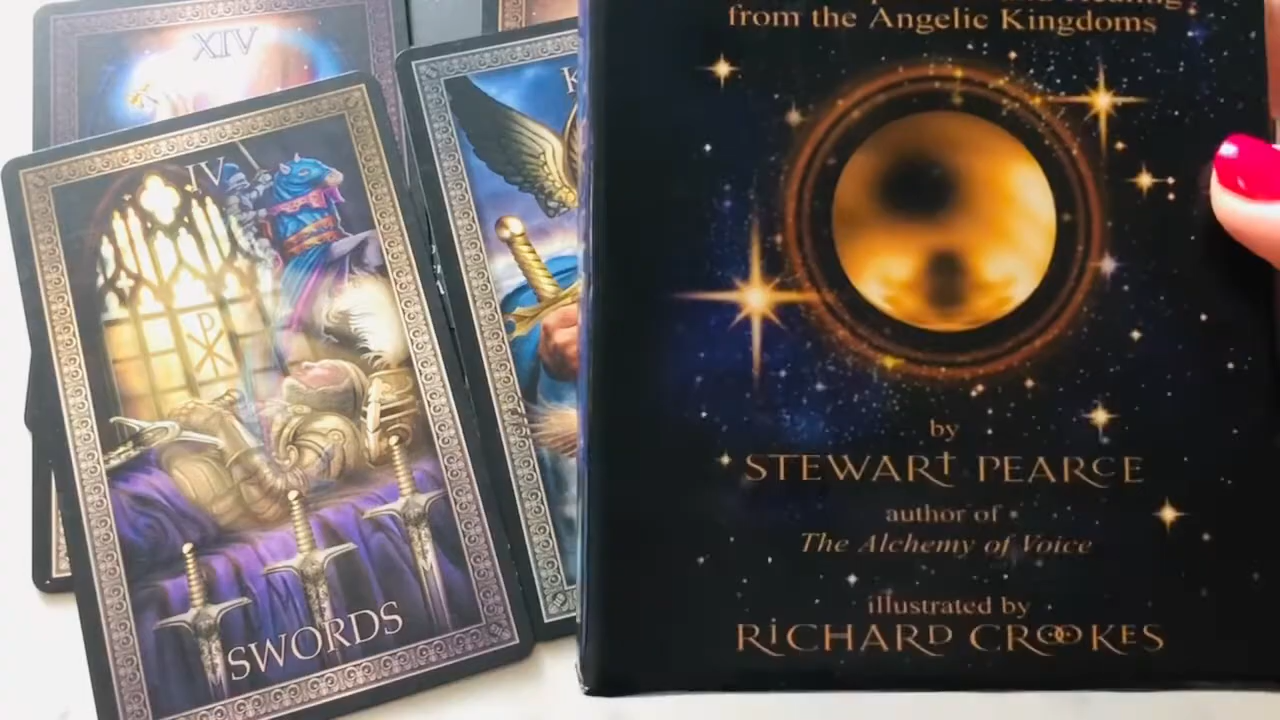 XIV
IV
SWORDS
K
from the Angelic Kingdoms
by
STEWART PEARCE
author of
The Alchemy of Voice
illustrated by
RICHARD CROOKES